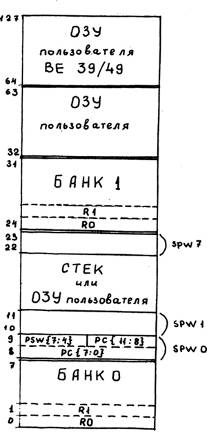 127
ОЗУ
пользователя
ВЕ 39/49
64
63
ОЗУ
пользователя
32
31
БАНК 1
R1
24 R0
23
22 SPW 7
СТЕК
или
ОЗУ пользователя
11
10 SPW 1
9 PSW{7:4} PC{11:8}
8 PC{7:0} SPW 0
7
БАНК 0
1 R1
0 R0